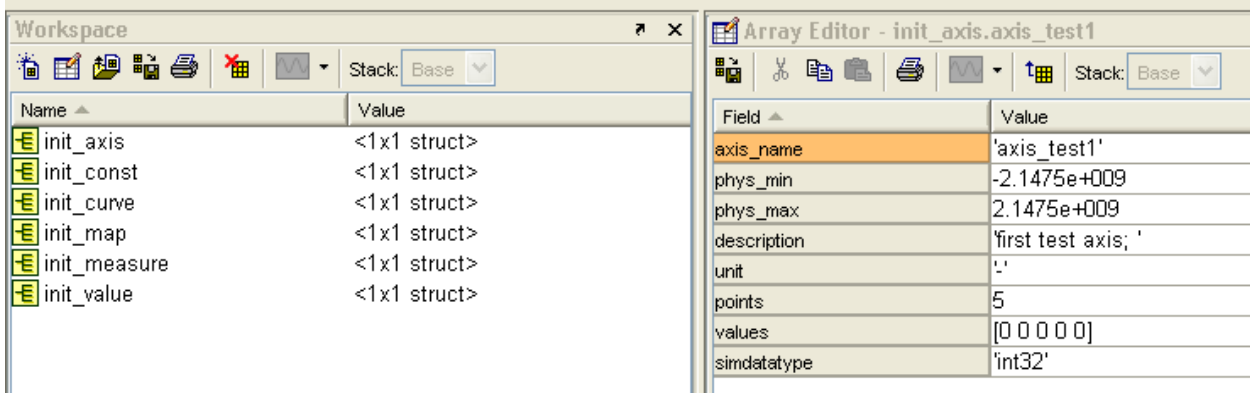 Workspace
Stack: Base
Name Value
init_axis <1x1 struct>
init_const <1x1 struct>
init_curve <1x1 struct>
init_map <1x1 struct>
init_measure <1x1 struct>
init_value <1x1 struct>
Array Editor - init_axis.axis_test1
Stack: Base
Field Value
axis_name 'axis_test1'
phys_min -2.1475e+009
phys_max 2.1475e+009
description 'first test axis; '
unit '-'
points 5
values [0 0 0 0 0]
simdatatype 'int32'